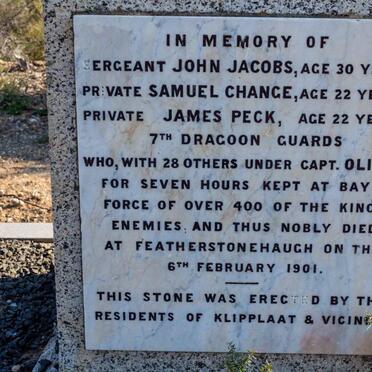 IN MEMORY OF
SERGEANT JOHN JACOBS, AGE 30 Y
PRIVATE SAMUEL CHANGE, AGE 22 YE
PRIVATE JAMES PECK, AGE 22 YE
7TH DRAGOON GUARDS
WHO, WITH 28 OTHERS UNDER CAPT. OLI
FOR SEVEN HOURS KEPT AT BAY
FORCE OF OVER 400 OF THE KING
ENEMIES, AND THUS NOBLY DIED
AT FEATHERSTONEHAUGH ON TH
6TH FEBRUARY 1901.
THIS STONE WAS ERECTED BY TH
RESIDENTS OF KLIPPLAAT & VICIN